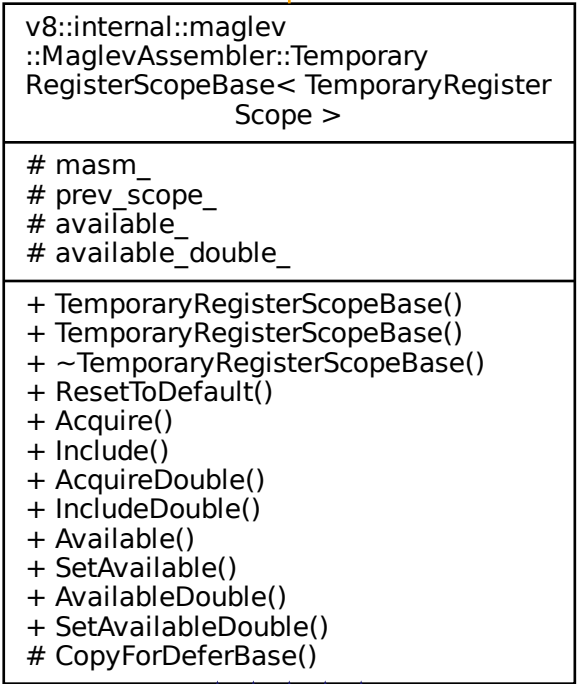 v8::internal::maglev
::MaglevAssembler::Temporary
RegisterScopeBase< TemporaryRegister
Scope >
# masm_
# prev_scope_
# available_
# available_double_
+ TemporaryRegisterScopeBase()
+ TemporaryRegisterScopeBase()
+ ~TemporaryRegisterScopeBase()
+ ResetToDefault()
+ Acquire()
+ Include()
+ AcquireDouble()
+ IncludeDouble()
+ Available()
+ SetAvailable()
+ AvailableDouble()
+ SetAvailableDouble()
# CopyForDeferBase()